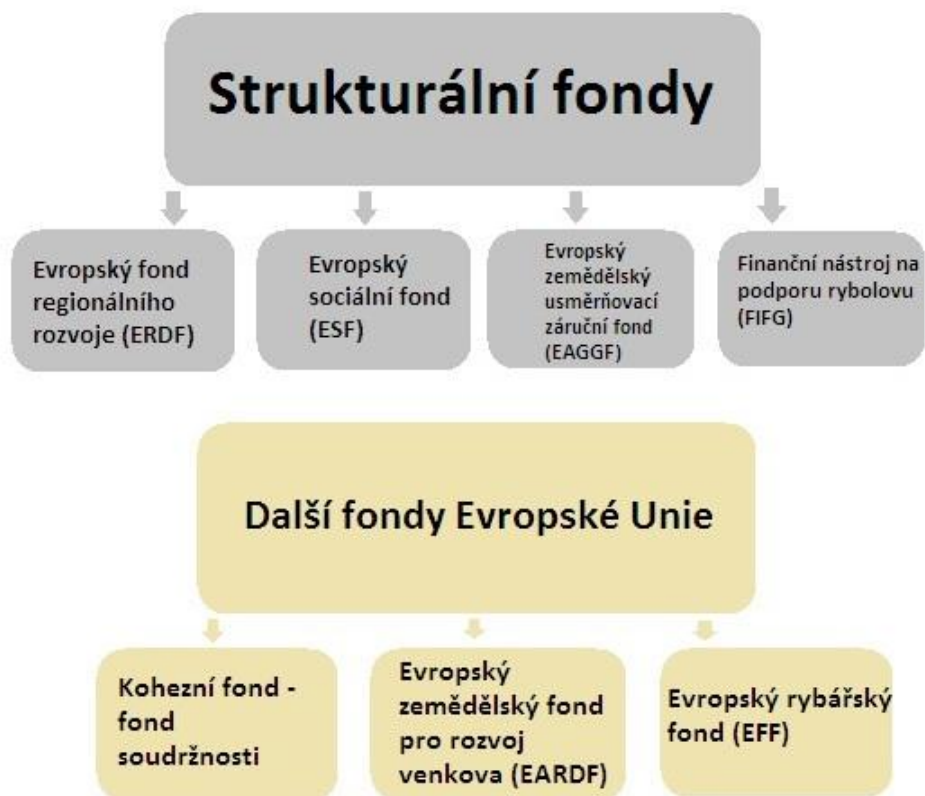 Strukturální fondy
Evropský fond
regionálního
rozvoje (ERDF)
Evropský
sociální fond
(ESF)
Evropský
zemědělský
usměrňovací
záruční fond
(EAGGF)
Finanční nástroj na
podporu rybolovu
(FIFG)
Další fondy Evropské Unie
Kohezní fond -
fond
soudržnosti
Evropský
zemědělský fond
pro rozvoj
venkova (EARDF)
Evropský rybářský
fond (EFF)